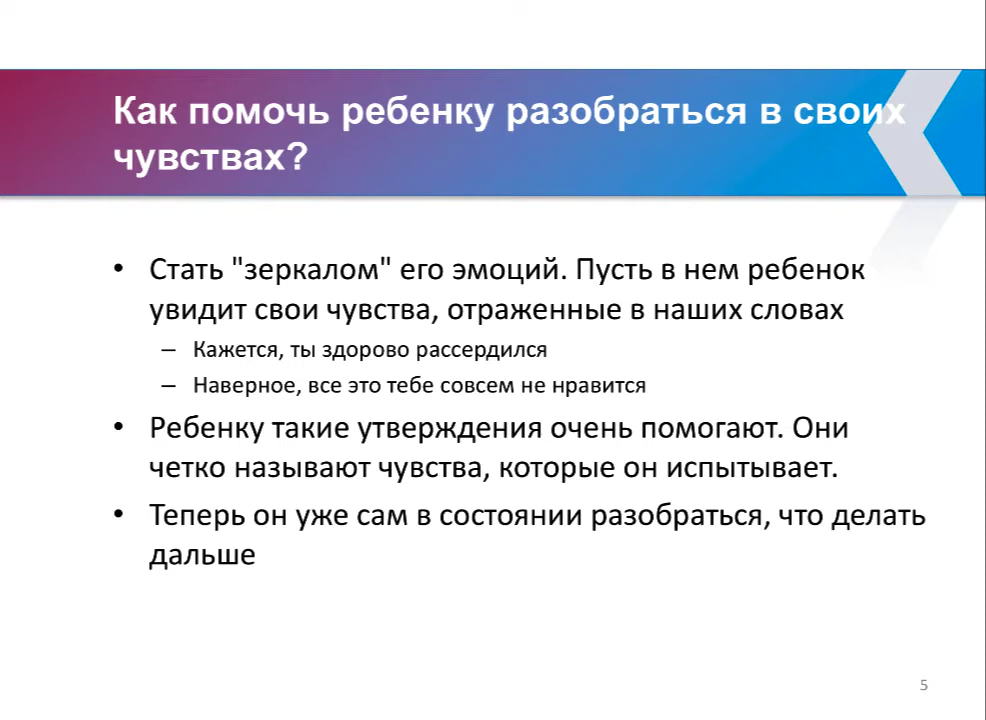 Как помочь ребенку разобраться в своих
чувствах?
• Стать "зеркалом" его эмоций. Пусть в нем ребенок
увидит свои чувства, отраженные в наших словах
– Кажется, ты здорово рассердился
– Наверное, все это тебе совсем не нравится
• Ребенку такие утверждения очень помогают. Они
четко называют чувства, которые он испытывает.
• Теперь он уже сам в состоянии разобраться, что делать
дальше
5